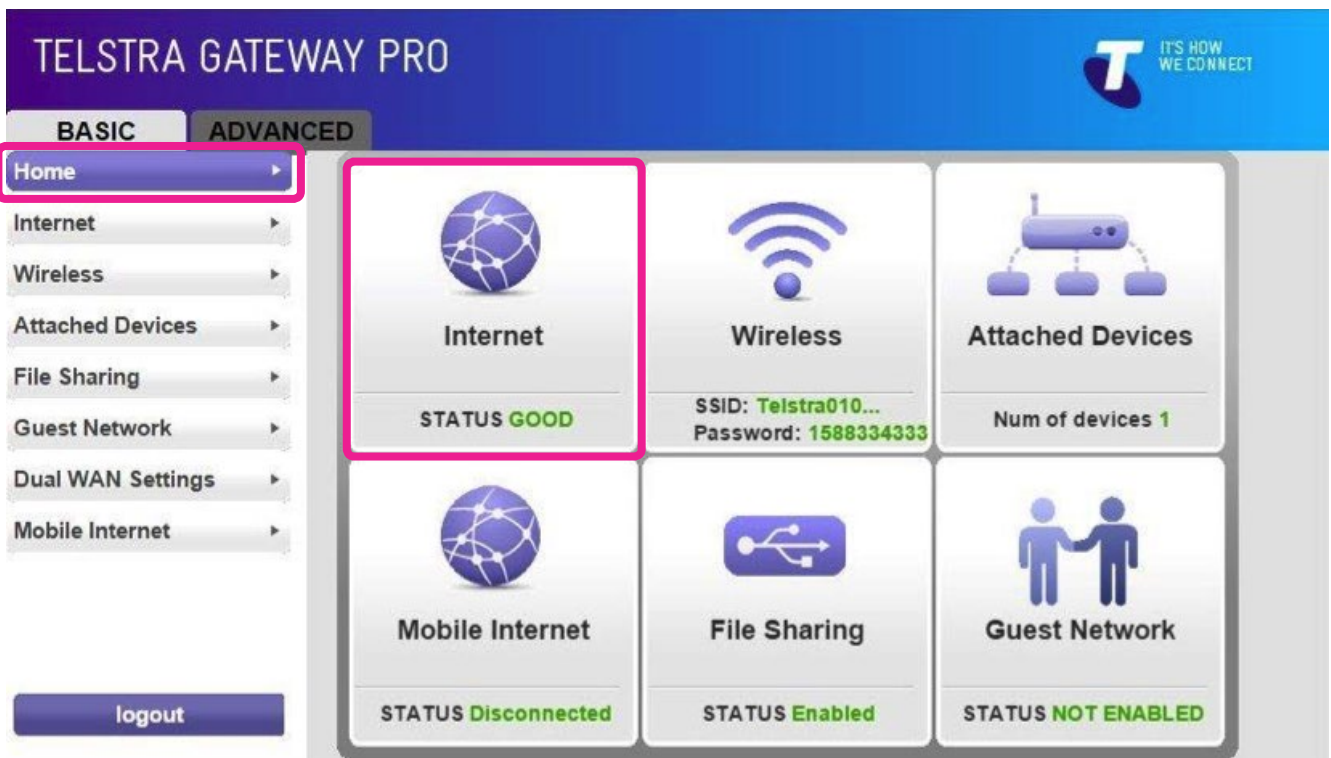 TELSTRA GATEWAY PRO
IT'S HOW
WE CONNECT
BASIC
ADVANCED
Home
Internet
Wireless
Attached Devices
File Sharing
Guest Network
Dual WAN Settings
Mobile Internet
logout
Internet
STATUS GOOD
Wireless
SSID: Telstra010...
Password: 1588334333
Attached Devices
Num of devices 1
Mobile Internet
STATUS Disconnected
File Sharing
STATUS Enabled
Guest Network
STATUS NOT ENABLED